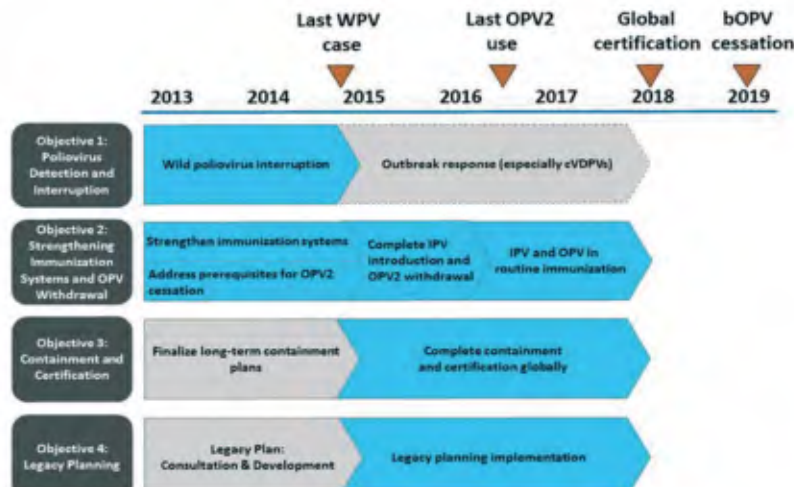 Last WPV
case
Last OPV2
use
Global
certification
bOPV
cessation
2013 2014 2015 2016 2017 2018 2019
Objective 1:
Poliovirus
Detection and
Interruption
Wild poliovirus interruption
Outbreak response (especially cVDPVs)
Objective 2:
Strengthening
Immunization
Systems and OPV
Withdrawal
Strengthen immunization systems
Address prerequisites for OPV2
cessation
Complete IPV
introduction and
OPV2 withdrawal
IPV and OPV in
routine immunization
Objective 3:
Containment and
Certification
Finalize long-term containment
plans
Complete containment
and certification globally
Objective 4:
Legacy Planning
Legacy Plan:
Consultation & Development
Legacy planning implementation